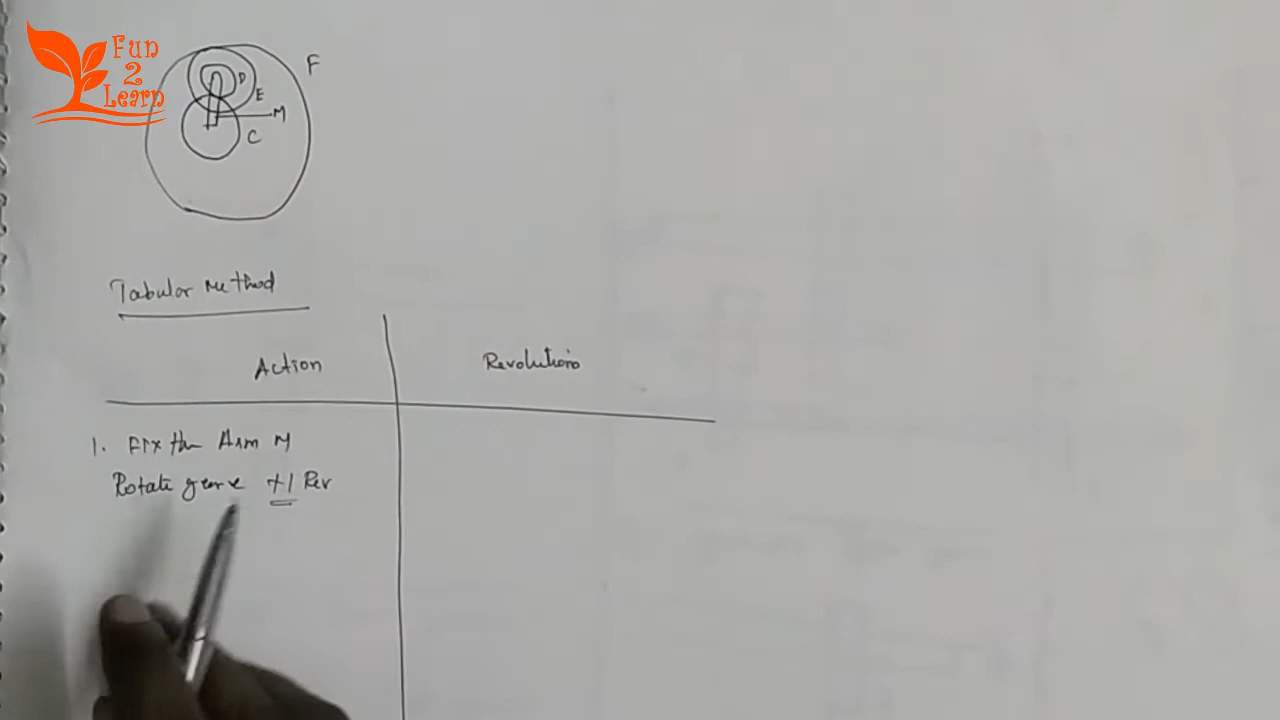 Fun
2
Learn
F
D
E
M
C
Tabular Method
Action
Revolutions
1. Fix the Arm M
Rotate gear +1 Rev